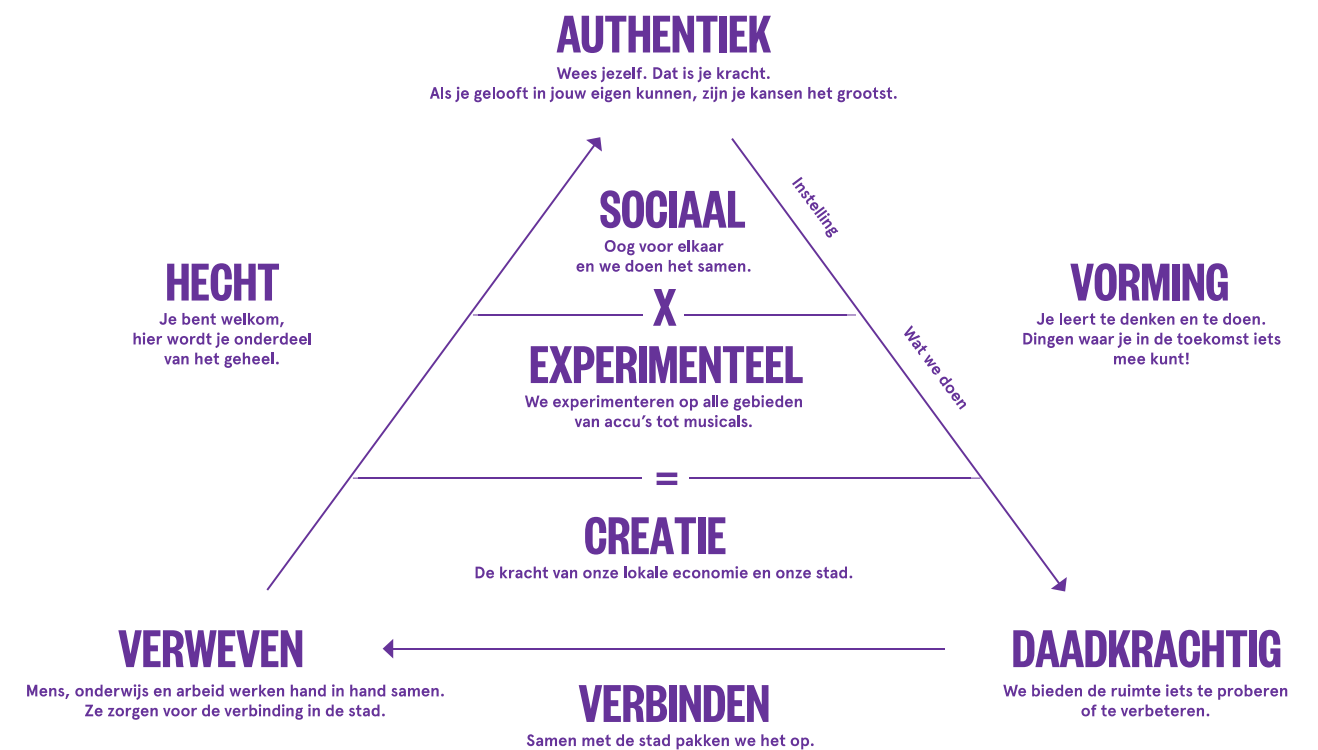 AUTHENTIEK
Wees jezelf. Dat is je kracht.
Als je gelooft in jouw eigen kunnen, zijn je kansen het grootst.
Instelling
SOCIAAL
Oog voor elkaar
en we doen het samen.
HECHT
Je bent welkom,
hier wordt je onderdeel
van het geheel.
X
VORMING
Je leert te denken en te doen.
Dingen waar je in de toekomst iets
mee kunt!
Wat we doen
EXPERIMENTEEL
We experimenteren op alle gebieden
van accu's tot musicals.
=
CREATIE
De kracht van onze lokale economie en onze stad.
VERWEVEN
Mens, onderwijs en arbeid werken hand in hand samen.
Ze zorgen voor de verbinding in de stad.
DAADKRACHTIG
We bieden de ruimte iets te proberen
of te verbeteren.
VERBINDEN
Samen met de stad pakken we het op.